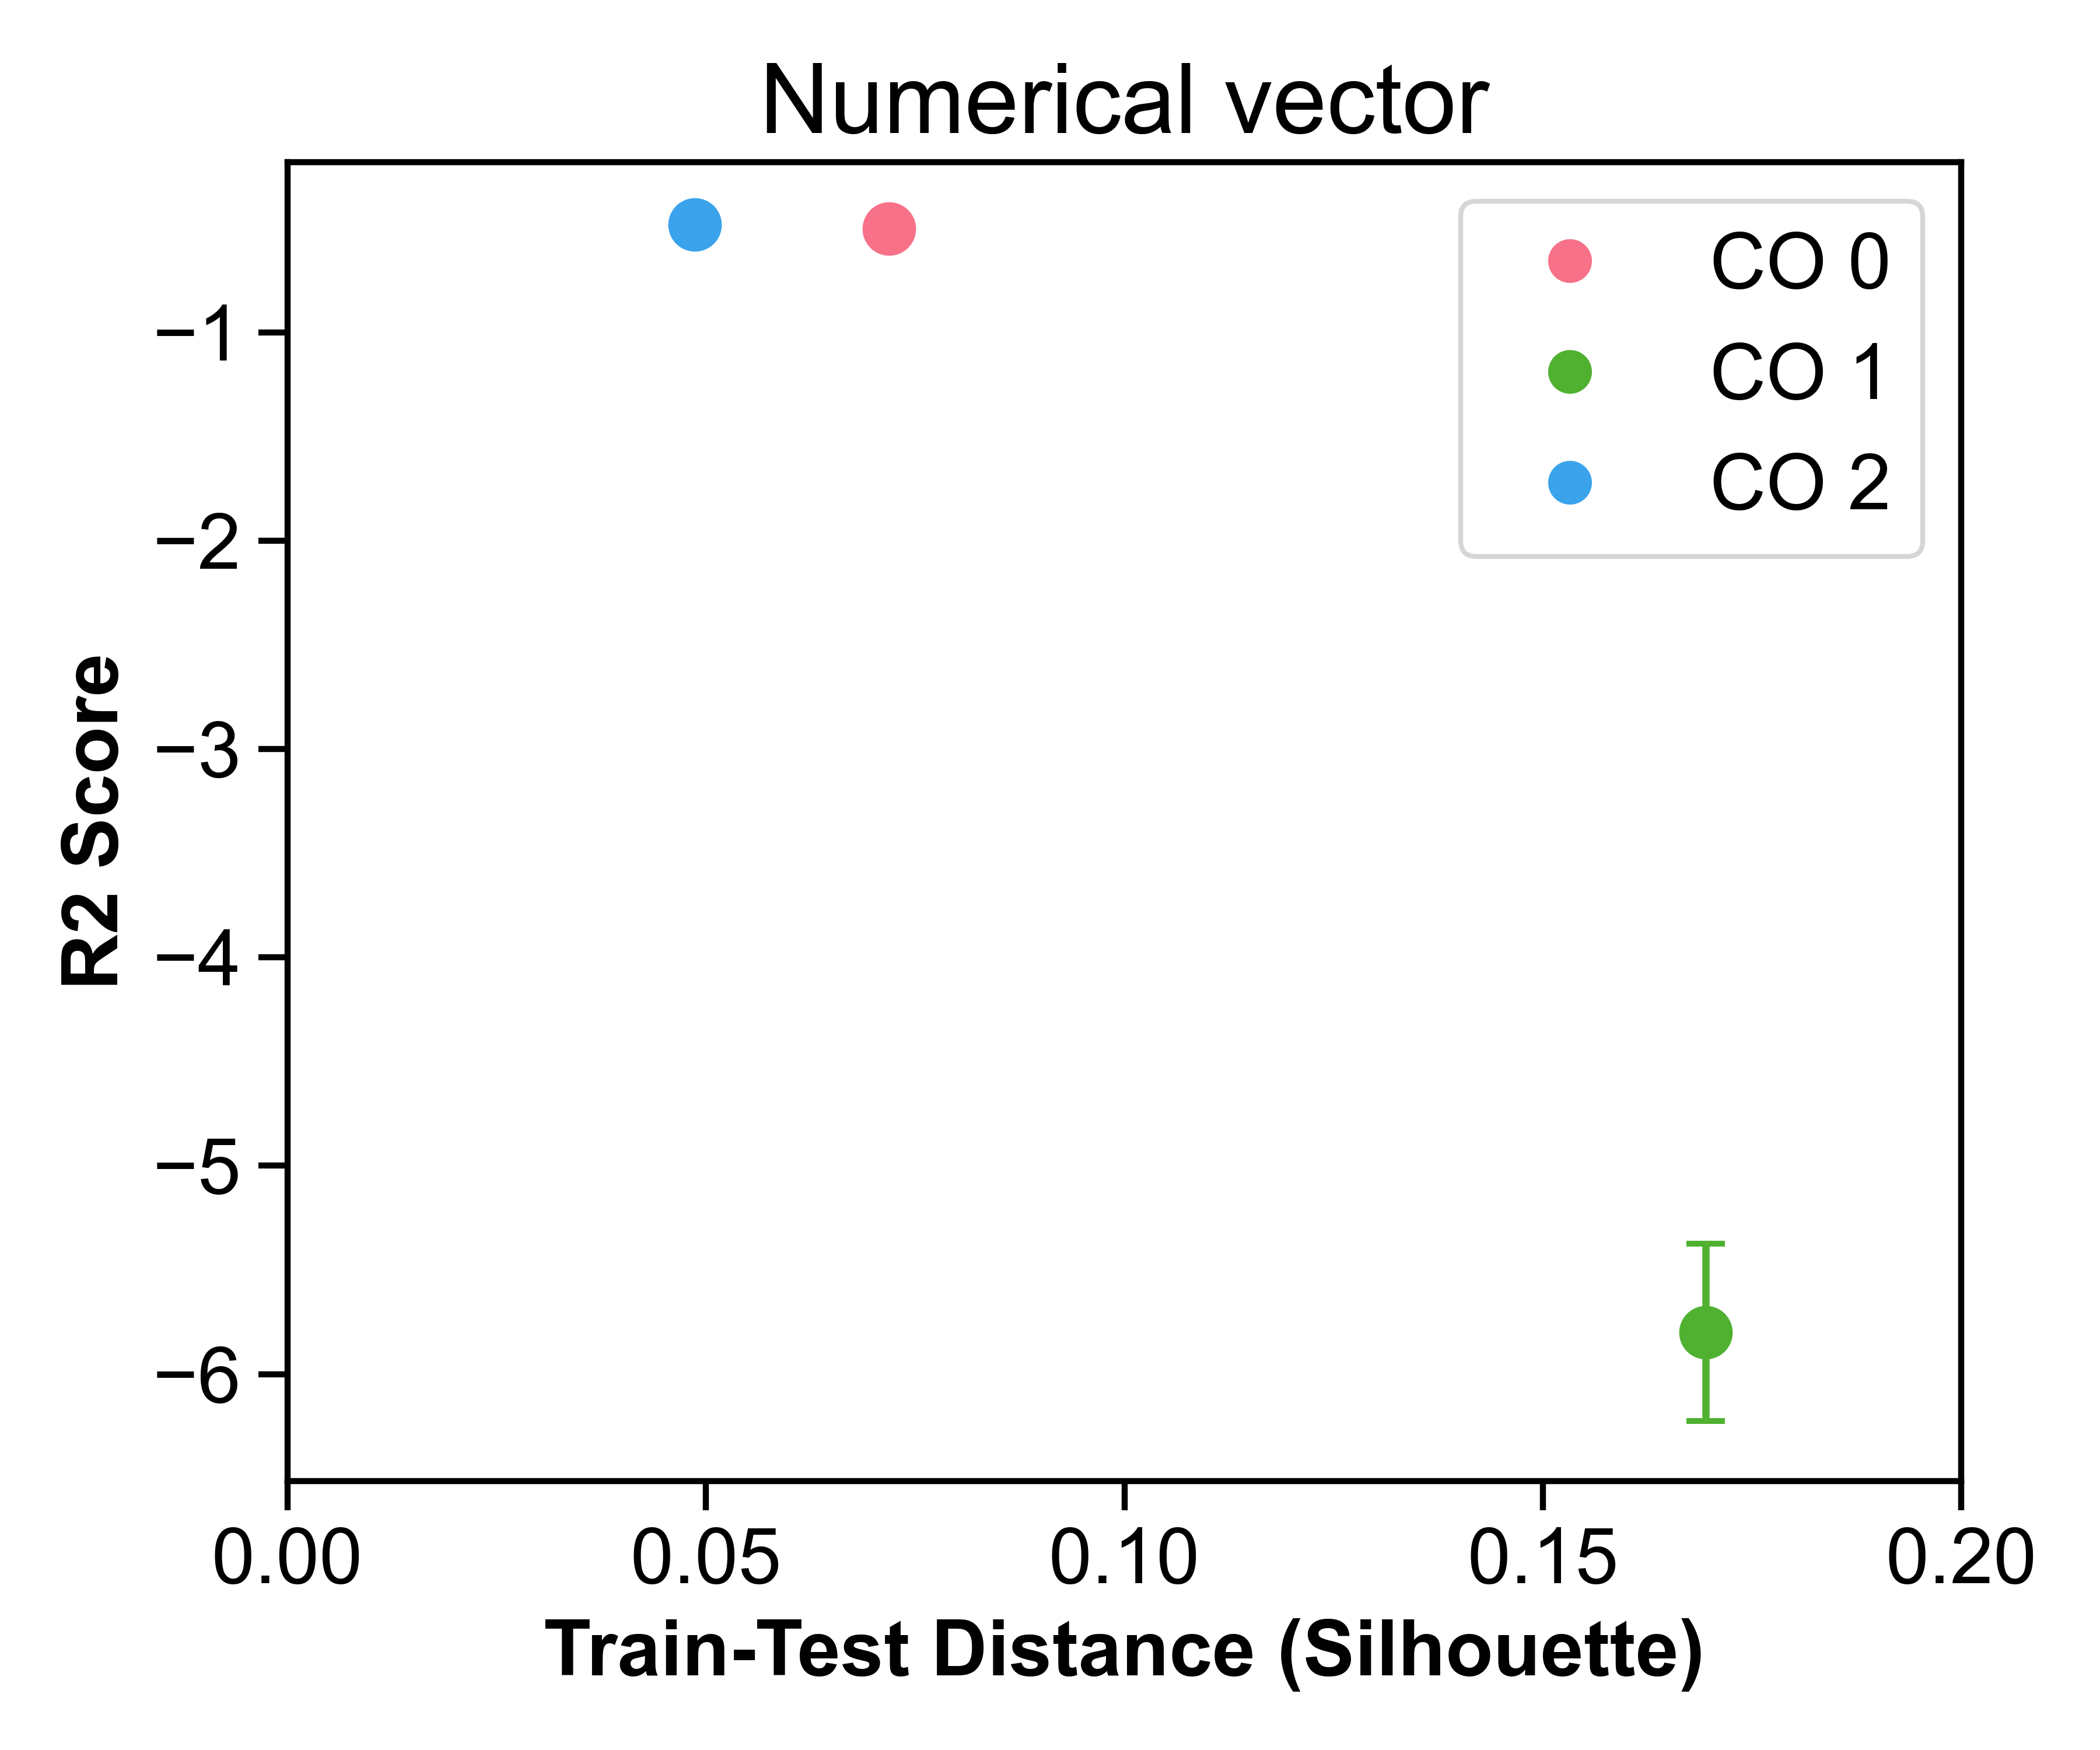 Numerical vector
CO 0
CO 1
CO 2
−1
−2
−3
−4
−5
−6
R2 Score
0.00
0.05
0.10
0.15
0.20
Train-Test Distance (Silhouette)